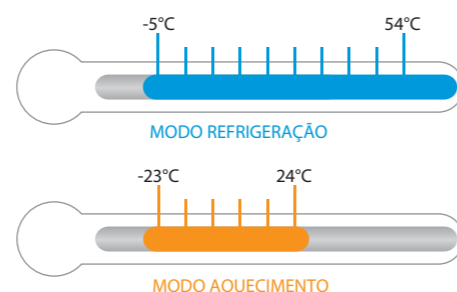 -5°C 54°C
MODO REFRIGERAÇÃO
-23°C 24°C
MODO AQUECIMENTO